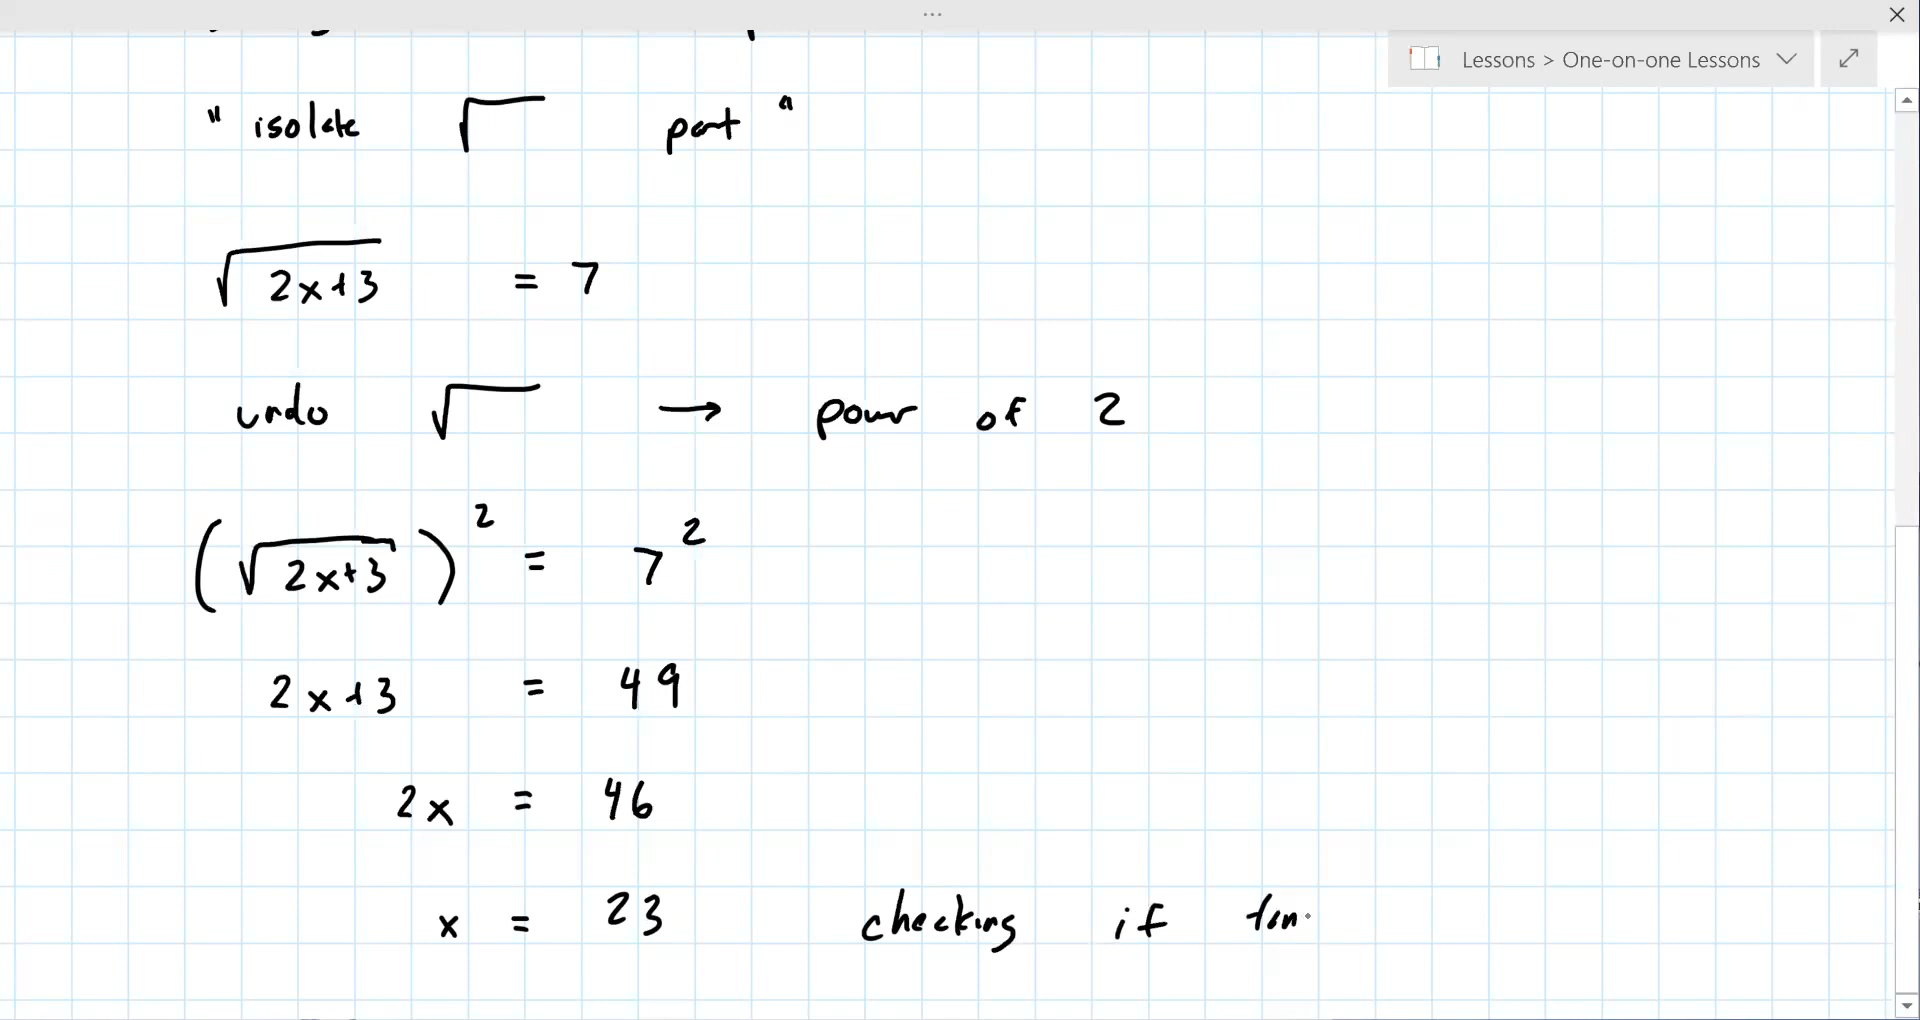 ...
Lessons > One-on-one Lessons
" isolate √ part "
√2x+3 = 7
undo √ → power of 2
(√2x+3)² = 7²
2x+3 = 49
2x = 46
x = 23 checking if